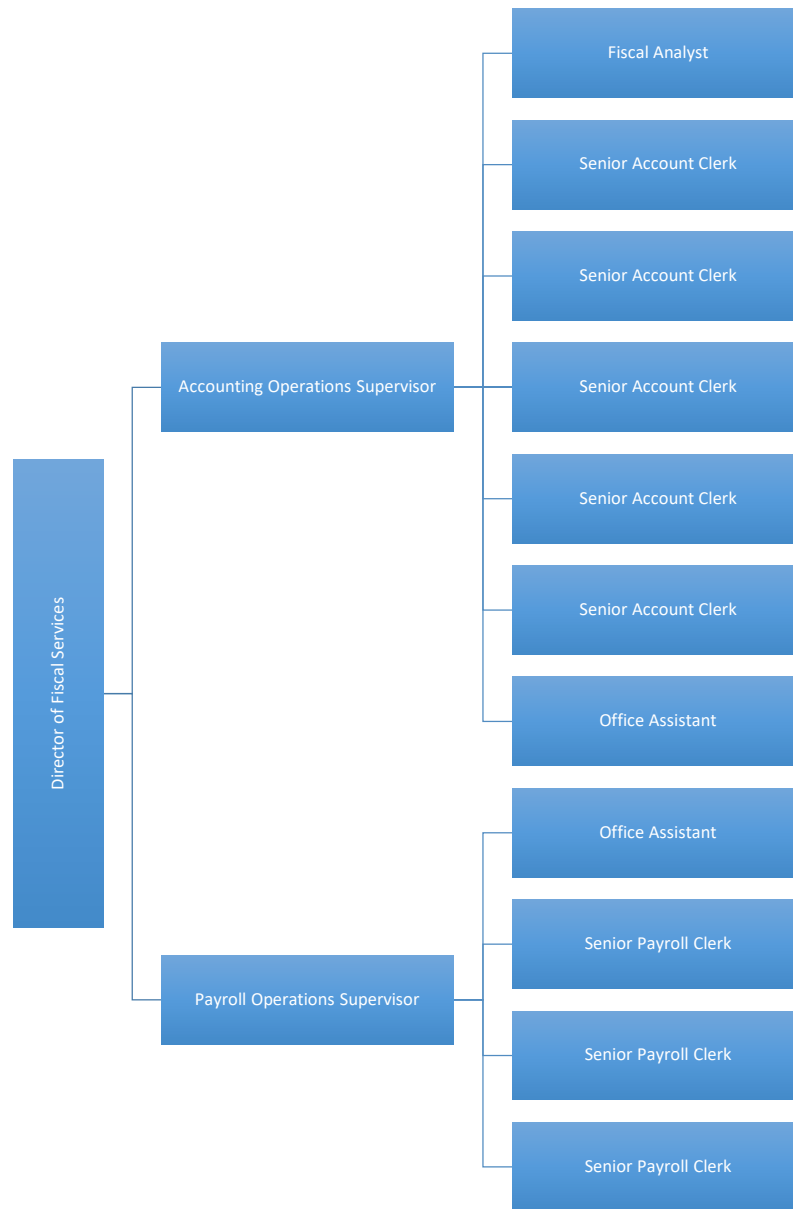 Director of Fiscal Services
Accounting Operations Supervisor
Fiscal Analyst
Senior Account Clerk
Senior Account Clerk
Senior Account Clerk
Senior Account Clerk
Senior Account Clerk
Office Assistant
Payroll Operations Supervisor
Office Assistant
Senior Payroll Clerk
Senior Payroll Clerk
Senior Payroll Clerk